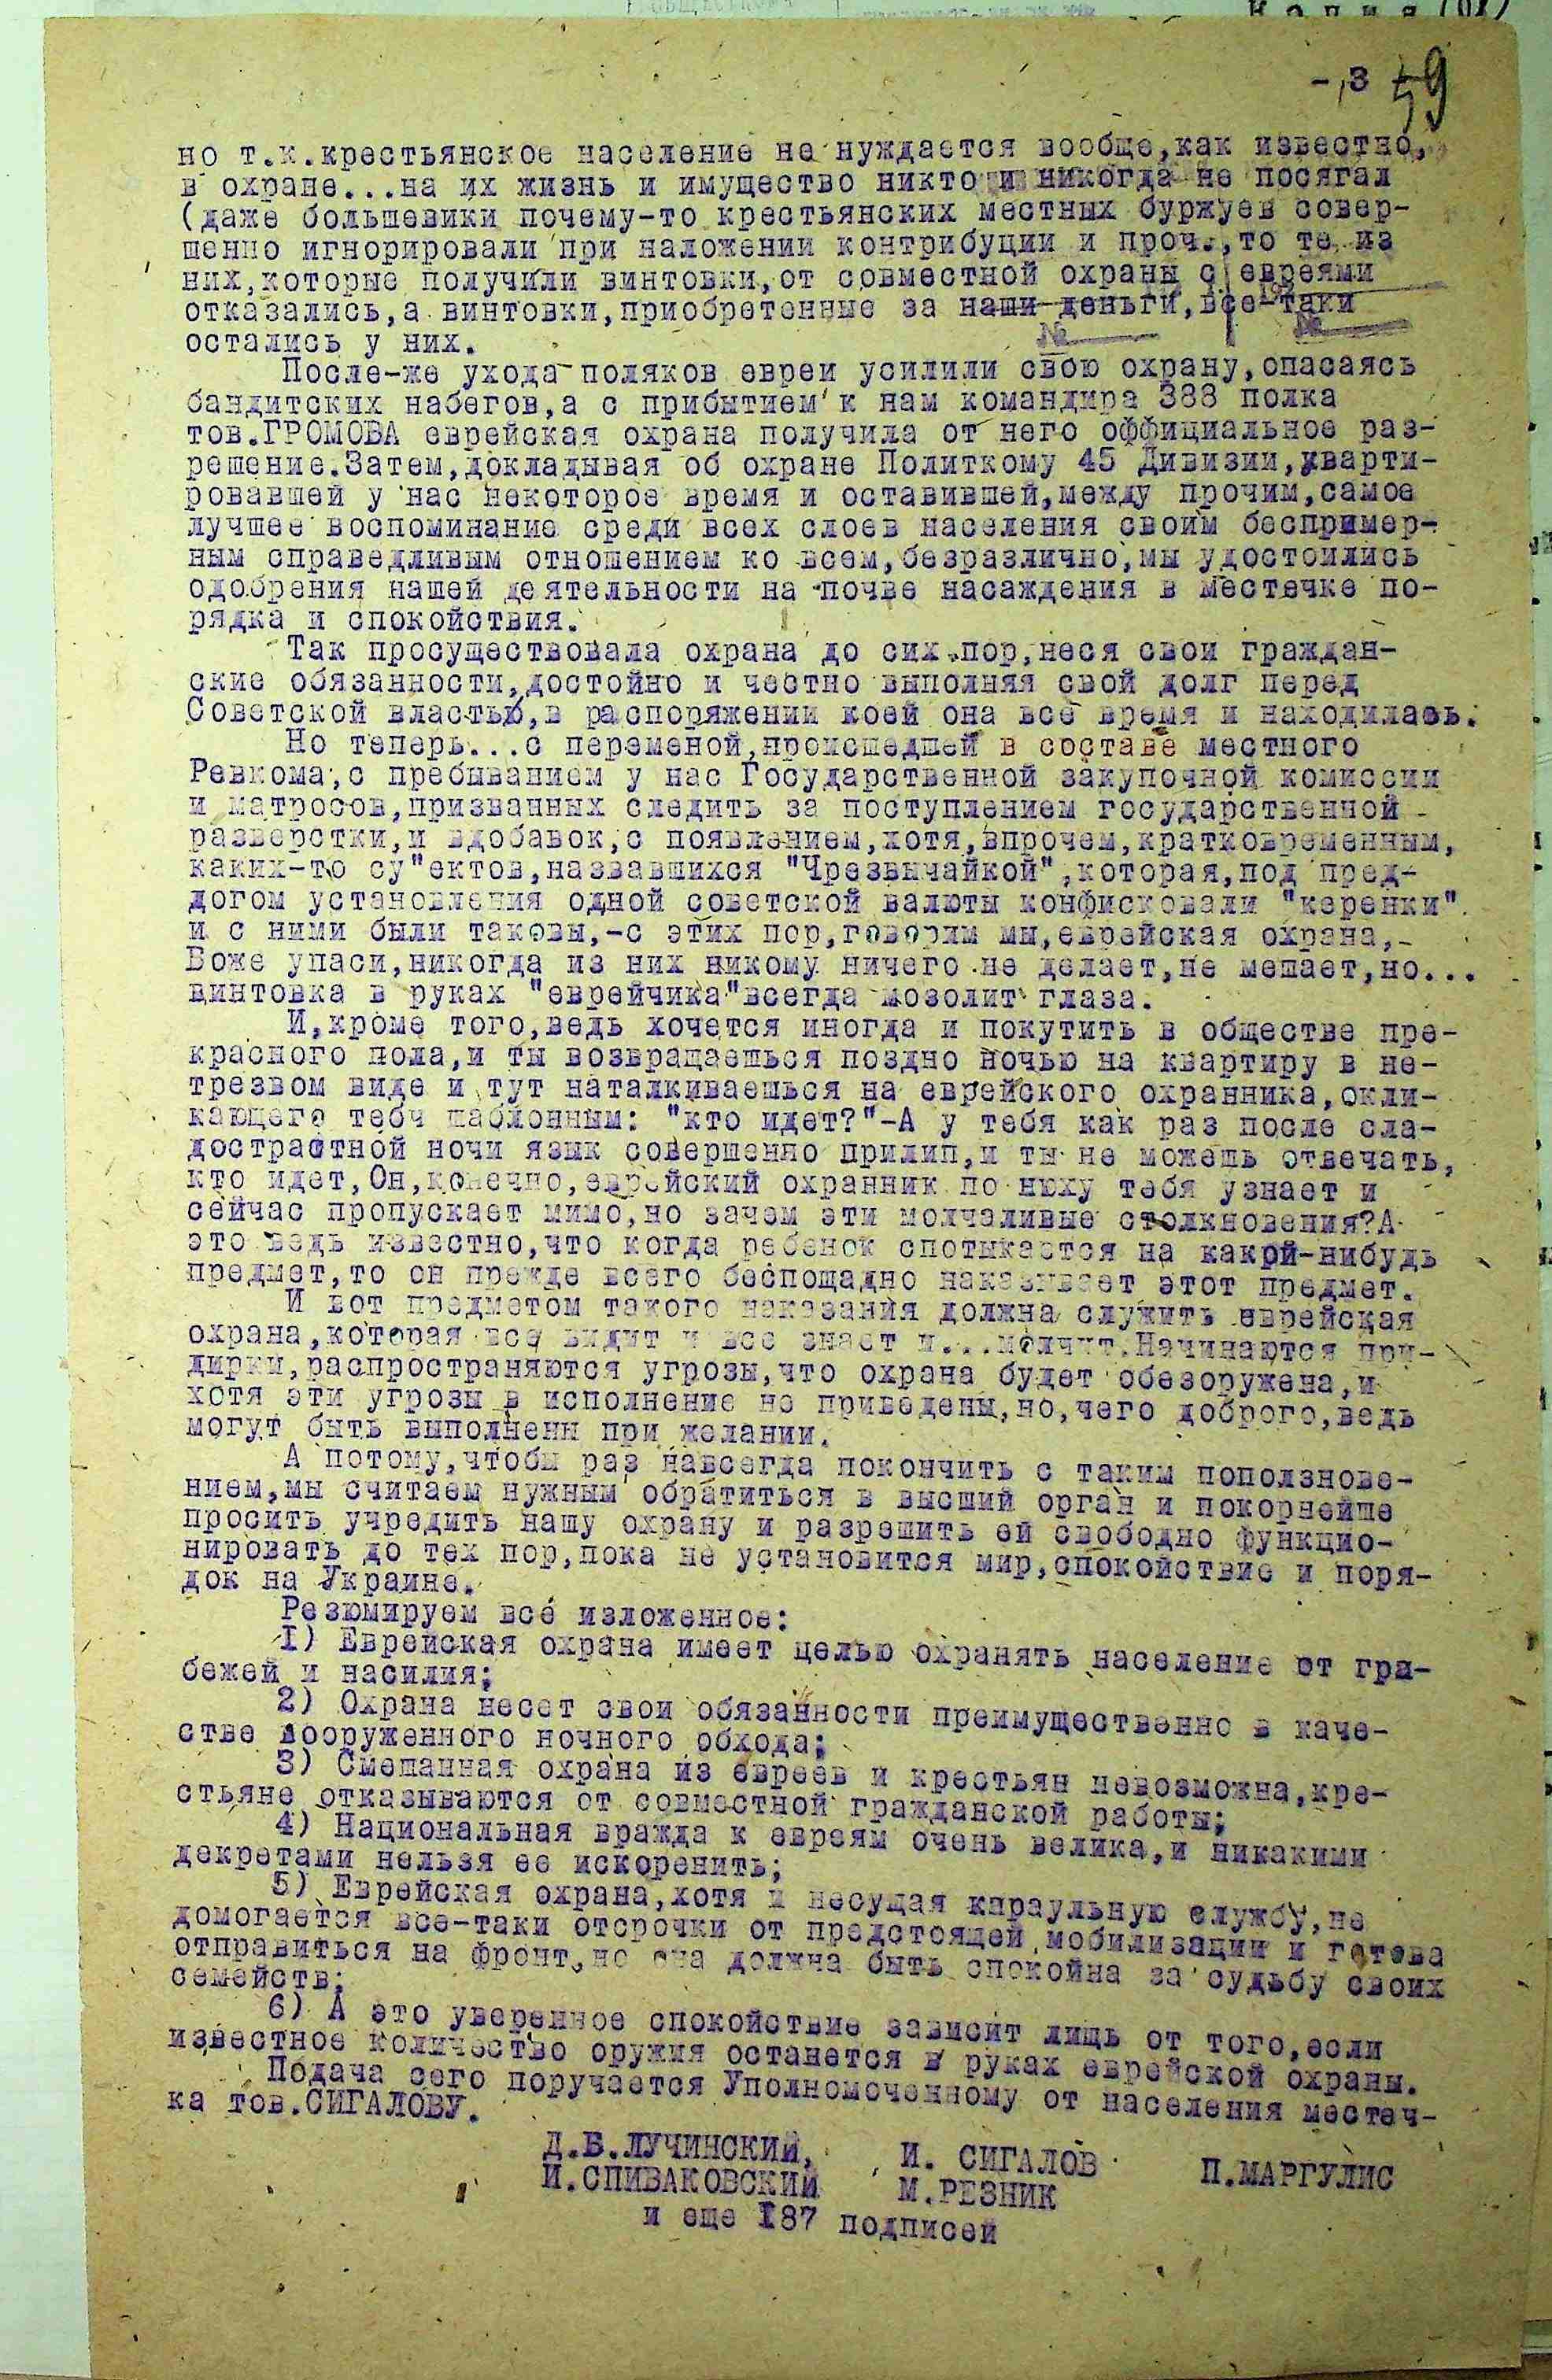 Копия
- 3
59
но т.к.крестьянское население не нуждается вообще,как известно,
в охране...на их жизнь и имущество никто и никогда не посягал
(даже большевики почему-то крестьянских местных буржуев совер-
шенно игнорировали при наложении контрибуции и проч.,то те из
них,которые получили винтовки,от совместной охраны с евреями
отказались,а винтовки,приобретенные за наши деньги,все-таки
остались у них.
После-же ухода поляков евреи усилили свою охрану,опасаясь
бандитских набегов,а с прибытием к нам командира 388 полка
тов.ГРОМОВА еврейская охрана получила от него оффициальное раз-
решение.Затем,докладывая об охране Политкому 45 Дивизии,кварти-
ровавшей у нас некоторое время и оставившей,между прочим,самое
лучшее воспоминание среди всех слоев населения своим беспример-
ным справедливым отношением ко всем,безразлично,мы удостоились
одобрения нашей деятельности на почве насаждения в местечке по-
рядка и спокойствия.
Так просуществовала охрана до сих пор,неся свои граждан-
ские обязанности,достойно и честно выполняя свой долг перед
Советской властью,в распоряжении коей она все время и находилась.
Но теперь...с переменой,происшедшей в составе местного
Ревкома,с пребыванием у нас Государственной закупочной комиссии
и матросов,призванных следить за поступлением государственной
разверстки,и вдобавок,с появлением,хотя,впрочем,кратковременным,
каких-то су"ектов,назвавшихся "Чрезвычайкой",которая,под пред-
логом установления одной советской валюты конфисковали "керенки"
и с ними были таковы,-с этих пор,говорим мы,еврейская охрана,-
Боже упаси,никогда из них никому ничего не делает,не мешает,но...
винтовка в руках "еврейчика"всегда мозолит глаза.
И,кроме того,ведь хочется иногда и покутить в обществе пре-
красного пола,и ты возвращаешься поздно ночью на квартиру в не-
трезвом виде и тут наталкиваешься на еврейского охранника,окли-
кающего тебч шаблонным: "кто идет?"-А у тебя как раз после сла-
дострастной ночи язык совершенно прилип,и ты не можешь отвечать,
кто идет,Он,конечно,еврейский охранник по нюху тебя узнает и
сейчас пропускает мимо,но зачем эти молчаливые столкновения?А
это ведь известно,что когда ребенок спотыкается на какой-нибудь
предмет,то он прежде всего беспощадно наказывает этот предмет.
И вот предметом такого наказания должна служить еврейская
охрана,которая все видит и все знает и...молчит.Начинаются при-
дирки,распространяются угрозы,что охрана будет обезоружена,и
хотя эти угрозы в исполнение не приведены,но,чего доброго,ведь
могут быть выполнены при желании.
А потому,чтобы раз навсегда покончить с таким поползнове-
нием,мы считаем нужным обратиться в высший орган и покорнейше
просить учредить нашу охрану и разрешить ей свободно функцио-
нировать до тех пор,пока не установится мир,спокойствие и поря-
док на Украине.
Резюмируем все изложенное:
1) Еврейская охрана имеет целью охранять население от гра-
бежей и насилия;
2) Охрана несет свои обязанности преимущественно в каче-
стве вооруженного ночного обхода;
3) Смешанная охрана из евреев и крестьян невозможна,кре-
стьяне отказываются от совместной гражданской работы;
4) Национальная вражда к евреям очень велика,и никакими
декретами нельзя ее искоренить;
5) Еврейская охрана,хотя и несущая караульную службу,не
домогается все-таки отсрочки от предстоящей мобилизации и готова
отправиться на фронт,но она должна быть спокойна за судьбу своих
семейств;
6) А это уверенное спокойствие зависит лишь от того,если
известное количество оружия останется в руках еврейской охраны.
Подача сего поручается Уполномоченному от населения местеч-
ка тов.СИГАЛОВУ.
Д.Б.ЛУЧИНСКИЙ, И. СИГАЛОВ П.МАРГУЛИС
И.СПИВАКОВСКИЙ М.РЕЗНИК
и еще 187 подписей